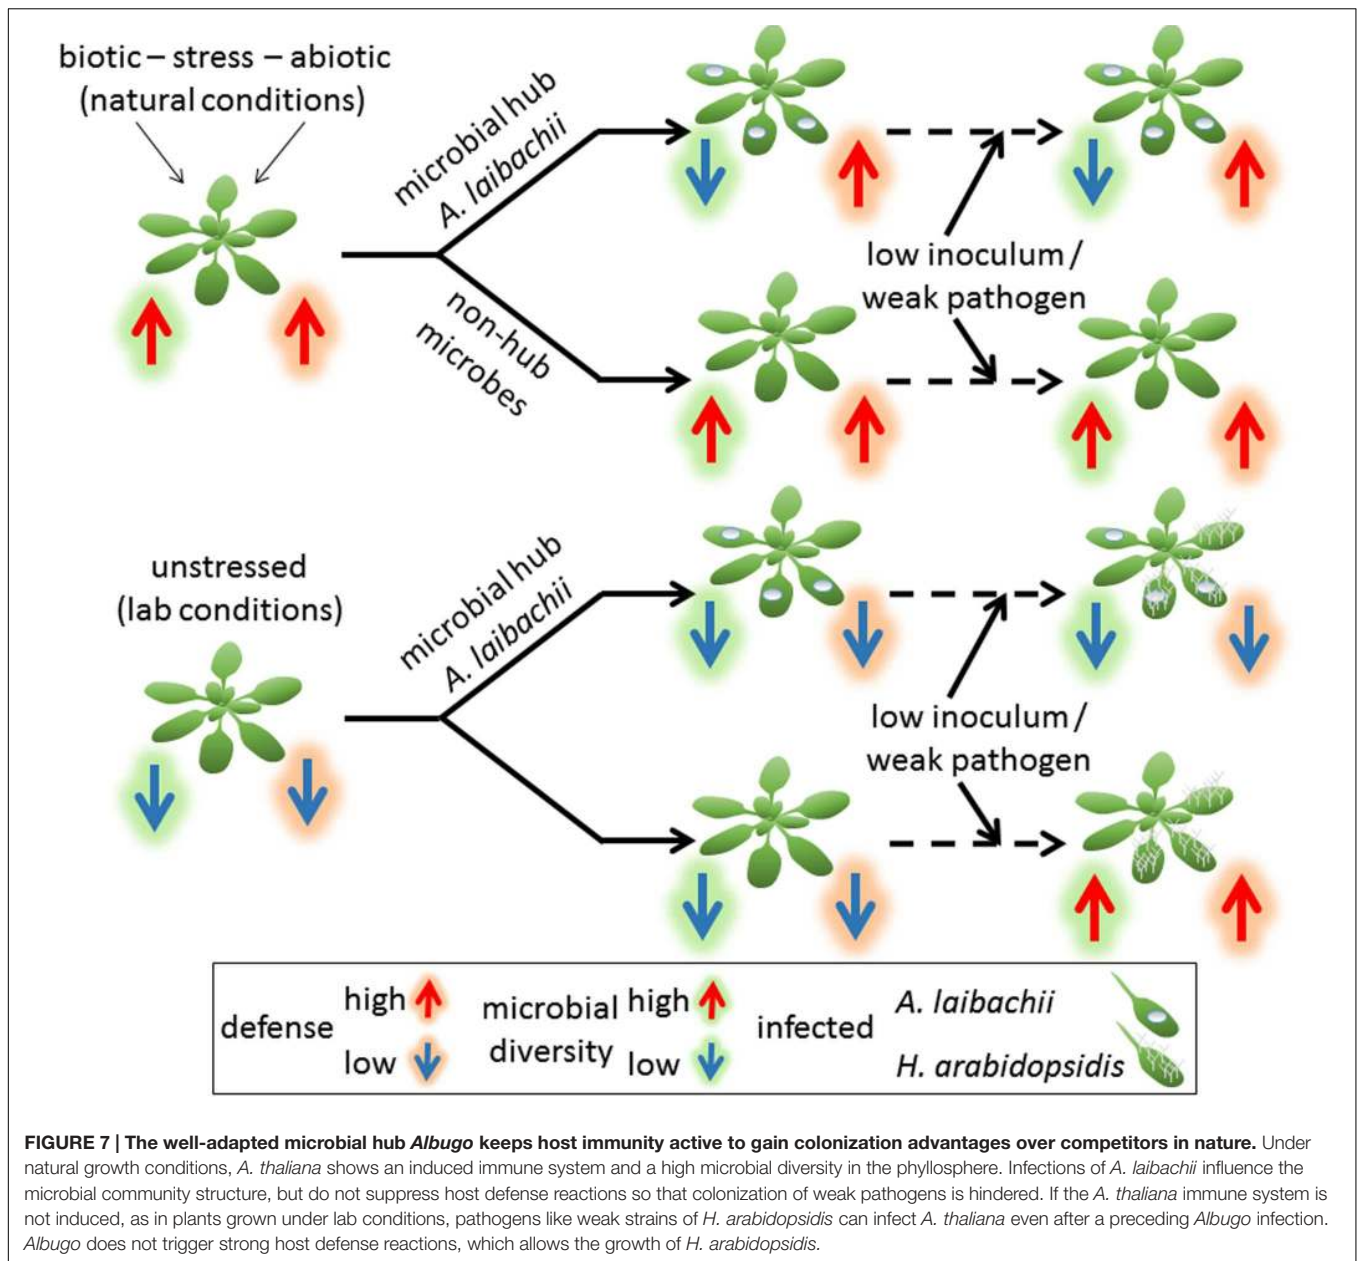 biotic – stress – abiotic
(natural conditions)
microbial hub
A. laibachii
non-hub
microbes
low inoculum /
weak pathogen
unstressed
(lab conditions)
microbial hub
A. laibachii
low inoculum /
weak pathogen
defense
high
low
microbial
diversity
high
low
infected
A. laibachii
H. arabidopsidis
FIGURE 7 | The well-adapted microbial hub Albugo keeps host immunity active to gain colonization advantages over competitors in nature. Under
natural growth conditions, A. thaliana shows an induced immune system and a high microbial diversity in the phyllosphere. Infections of A. laibachii influence the
microbial community structure, but do not suppress host defense reactions so that colonization of weak pathogens is hindered. If the A. thaliana immune system is
not induced, as in plants grown under lab conditions, pathogens like weak strains of H. arabidopsidis can infect A. thaliana even after a preceding Albugo infection.
Albugo does not trigger strong host defense reactions, which allows the growth of H. arabidopsidis.